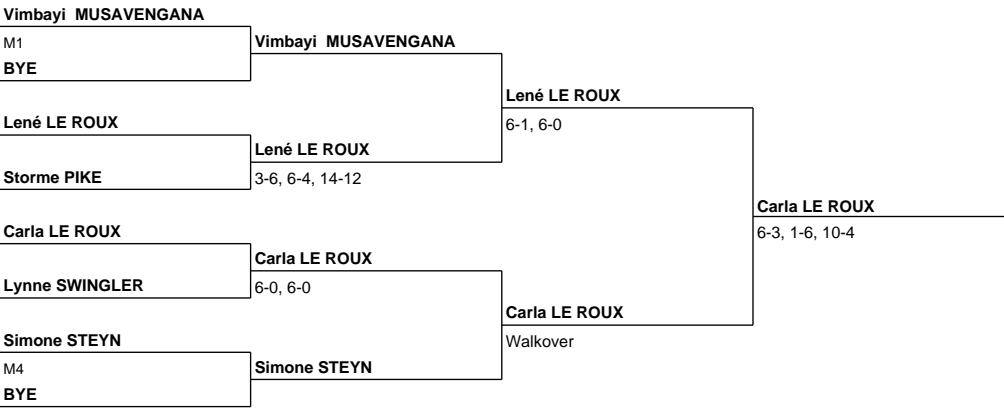 Vimbayi  MUSAVENGANA
M1
BYE
Lené LE ROUX
Storme PIKE
Carla LE ROUX
Lynne SWINGLER
Simone STEYN
M4
BYE
Vimbayi  MUSAVENGANA
Lené LE ROUX
3-6, 6-4, 14-12
Carla LE ROUX
6-0, 6-0
Simone STEYN
Lené LE ROUX
6-1, 6-0
Carla LE ROUX
Walkover
Carla LE ROUX
6-3, 1-6, 10-4